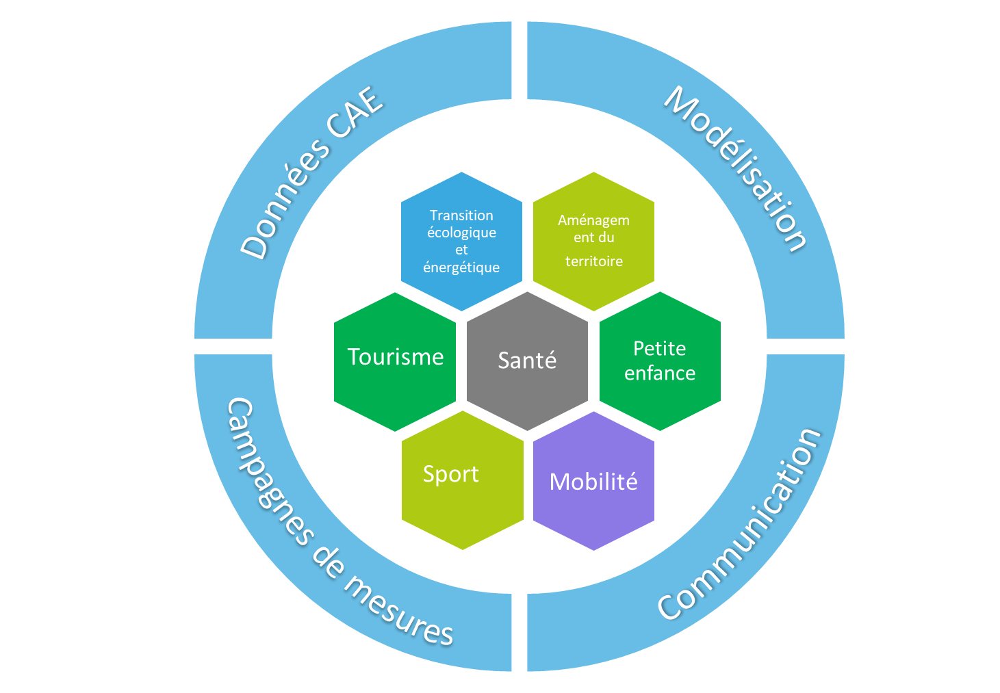 Données CAE
Modélisation
Transition
écologique
et
énergétique
Aménagem
ent du
territoire
Tourisme
Santé
Petite
enfance
Sport
Mobilité
Campagnes de mesures
Communication